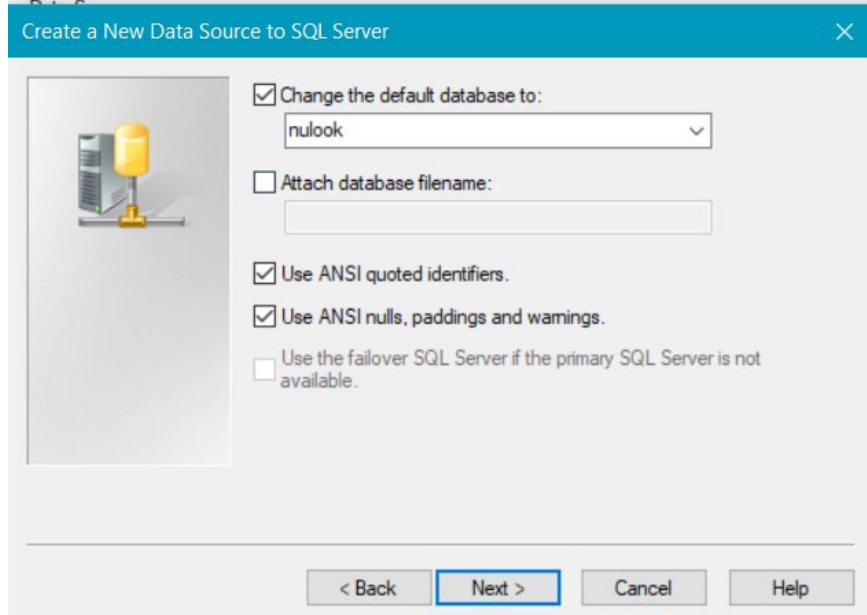 Create a New Data Source to SQL Server
Change the default database to:
nulook
Attach database filename:
Use ANSI quoted identifiers.
Use ANSI nulls, paddings and warnings.
Use the failover SQL Server if the primary SQL Server is not
available.
< Back
Next >
Cancel
Help